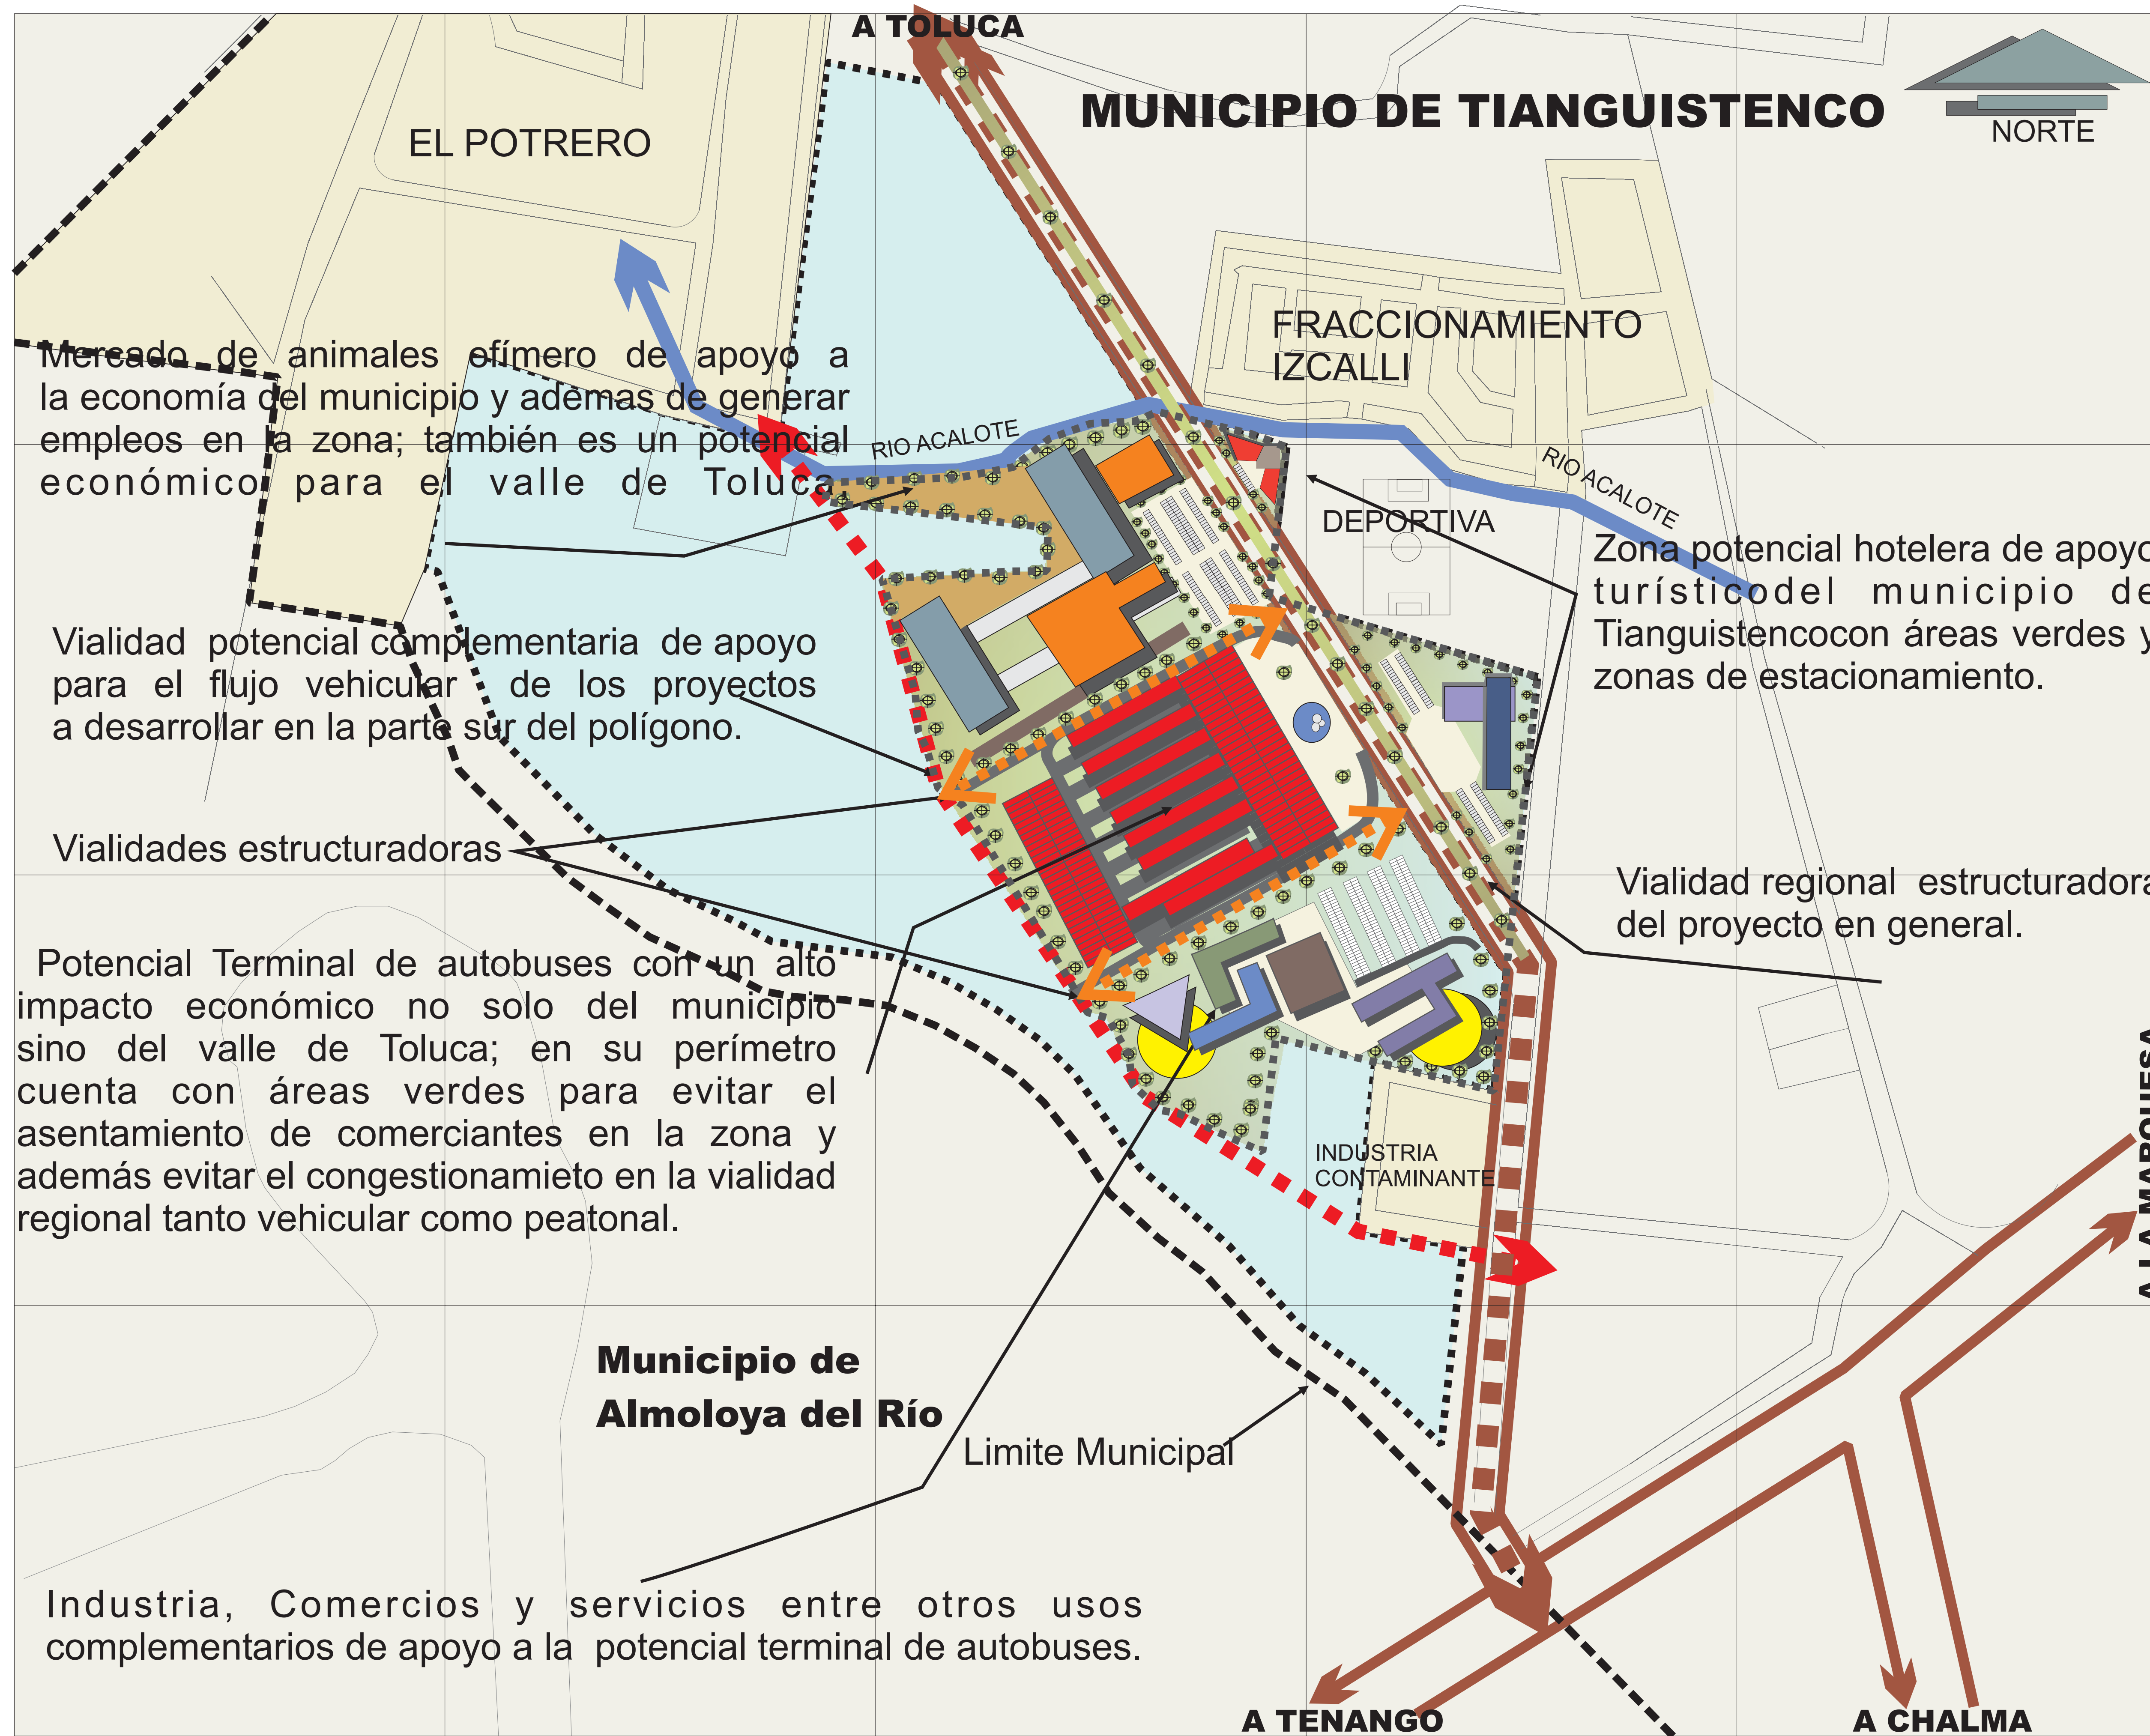 A TOLUCA
MUNICIPIO DE TIANGUISTENCO
NORTE
EL POTRERO
FRACCIONAMIENTO
IZCALLI
Mercado de animales efímero de apoyo a
la economía del municipio y ademas de generar
empleos en la zona; también es un potencial
económico para el valle de Toluca.
RIO ACALOTE
RIO ACALOTE
DEPORTIVA
Zona potencial hotelera de apoyo
turísticodel municipio de
Tianguistencocon áreas verdes y
zonas de estacionamiento.
Vialidad potencial complementaria de apoyo
para el flujo vehicular de los proyectos
a desarrollar en la parte sur del polígono.
Vialidades estructuradoras
Vialidad regional estructuradora
del proyecto en general.
Potencial Terminal de autobuses con un alto
impacto económico no solo del municipio
sino del valle de Toluca; en su perímetro
cuenta con áreas verdes para evitar el
asentamiento de comerciantes en la zona y
además evitar el congestionamieto en la vialidad
regional tanto vehicular como peatonal.
INDUSTRIA
CONTAMINANTE
A LA MARQUESA
Municipio de
Almoloya del Río
Limite Municipal
Industria, Comercios y servicios entre otros usos
complementarios de apoyo a la potencial terminal de autobuses.
A TENANGO
A CHALMA